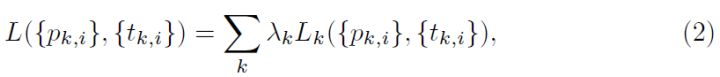 L({p_{k,i}}, {t_{k,i}}) = ∑_k λ_k L_k({p_{k,i}}, {t_{k,i}}), (2)